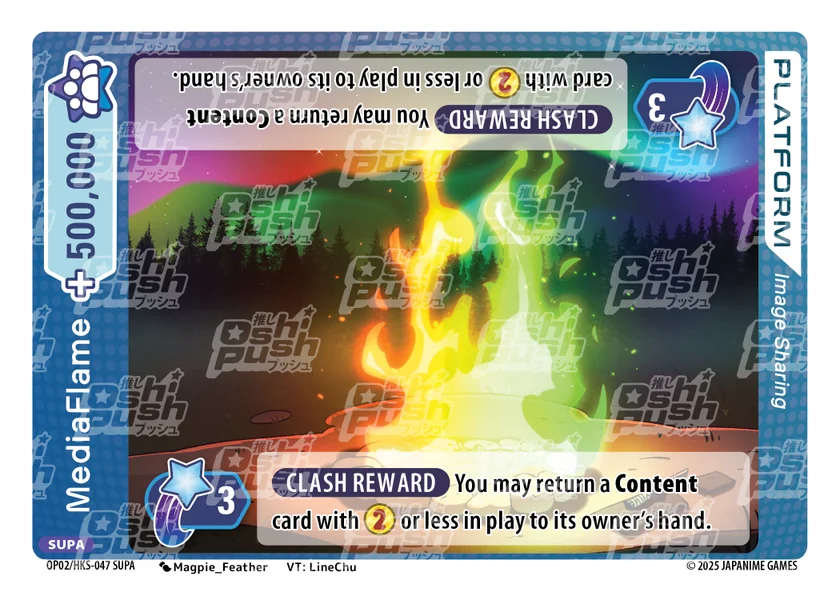 You may return a Content
CLASH REWARD
card with 2 or less in play to its owner's hand.
3
PLATFORM
Image Sharing
MediaFlame + 500,000
3
CLASH REWARD You may return a Content
card with 2 or less in play to its owner's hand.
SUPA
OP02/HKS-047 SUPA
Magpie_Feather
VT: LineChu
© 2025 JAPANIME GAMES
推し
Oshi
Push
プッシュ